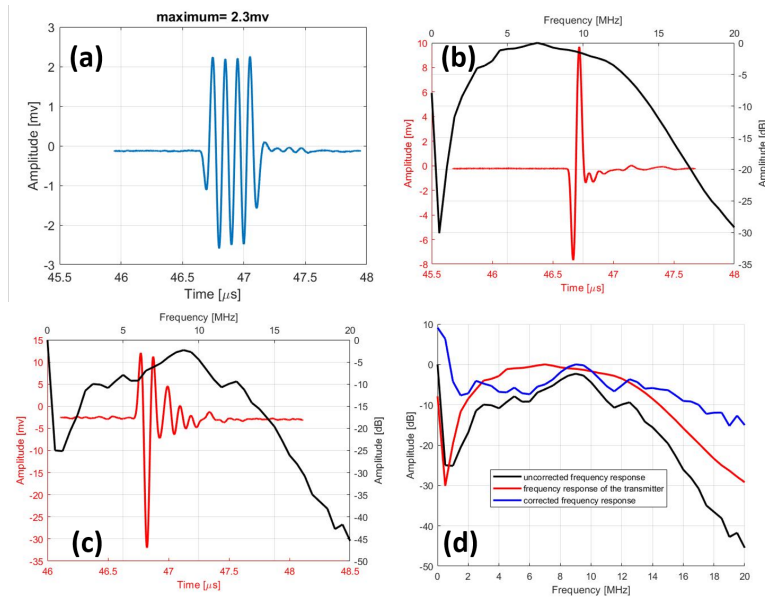 maximum= 2.3mv
(a)
3
2
1
0
-1
-2
-3
Amplitude [mv]
45.5 46 46.5 47 47.5 48
Time [μs]
Frequency [MHz]
0 5 10 15 20
(b)
10
8
6
4
2
0
-2
-4
-6
-8
Amplitude [mv]
0
-5
-10
-15
-20
-25
-30
-35
Amplitude [dB]
45.5 46 46.5 47 47.5 48
Time [μs]
Frequency [MHz]
0 5 10 15 20
15
10
5
0
-5
-10
-15
-20
-25
-30
-35
Amplitude [mv]
0
-5
-10
-15
-20
-25
-30
-35
-40
-45
-50
Amplitude [dB]
(c)
46 46.5 47 47.5 48 48.5
Time [μs]
10
0
-10
-20
-30
-40
-50
Amplitude [dB]
uncorrected frequency response
frequency response of the transmitter
corrected frequency response
(d)
0 2 4 6 8 10 12 14 16 18 20
Frequency [MHz]